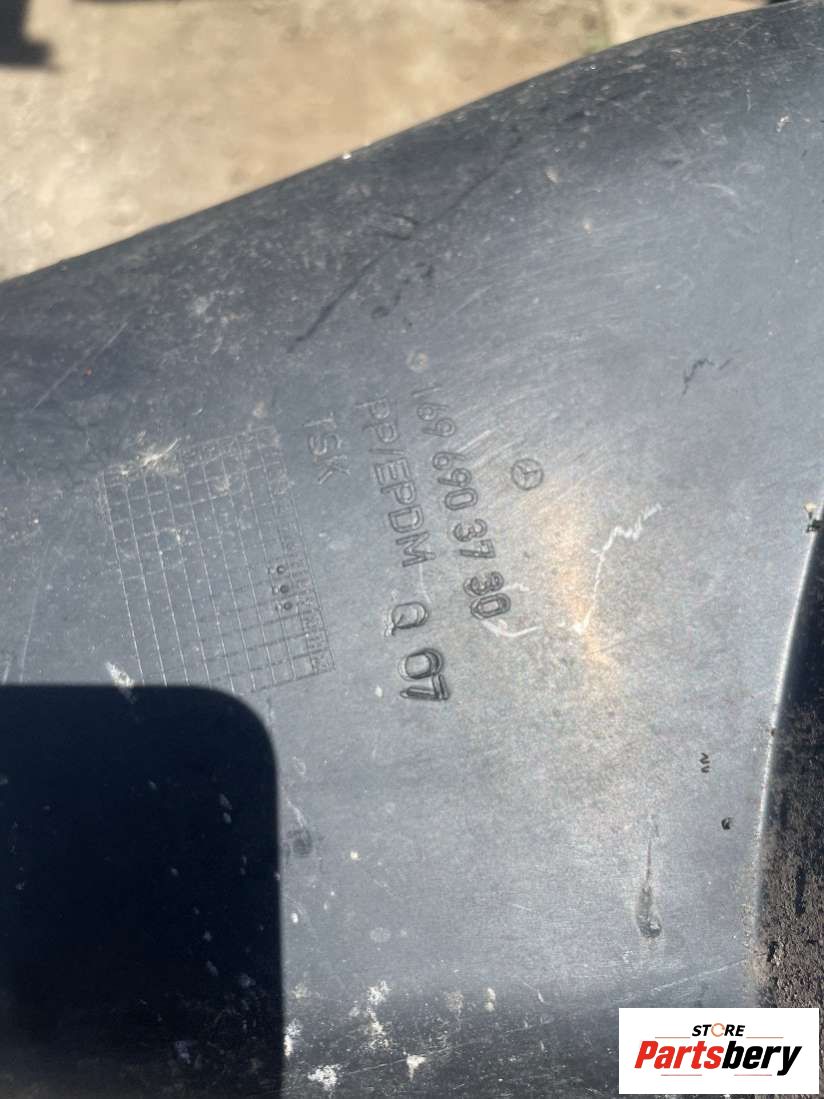 169 690 37 30
PP/EPDM Q 07
TSK
STORE
Partsbery